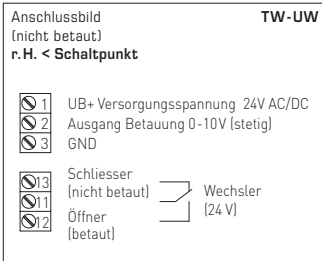 Anschlussbild TW-UW
(nicht betaut)
r.H. < Schaltpunkt
1 UB+ Versorgungsspannung 24V AC/DC
2 Ausgang Betauung 0-10V (stetig)
3 GND
13 Schliesser
(nicht betaut)
11 Wechsler
(24 V)
12 Öffner
(betaut)